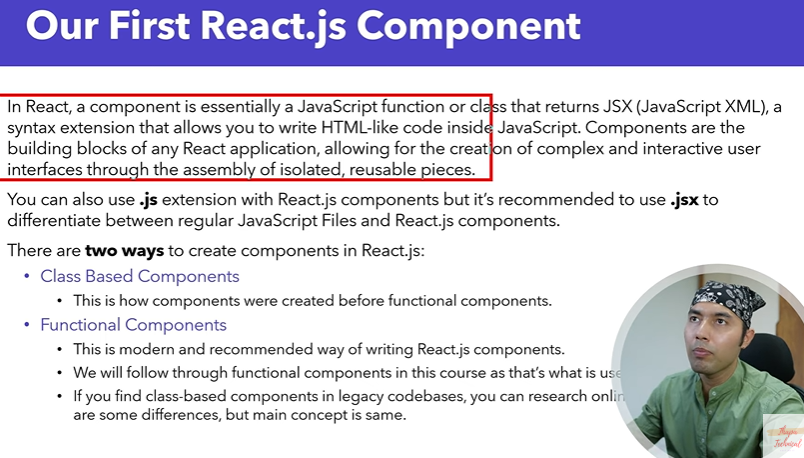 Our First React.js Component
In React, a component is essentially a JavaScript function or class that returns JSX (JavaScript XML), a
syntax extension that allows you to write HTML-like code inside JavaScript. Components are the
building blocks of any React application, allowing for the creation of complex and interactive user
interfaces through the assembly of isolated, reusable pieces.
You can also use .js extension with React.js components but it's recommended to use .jsx to
differentiate between regular JavaScript Files and React.js components.
There are two ways to create components in React.js:
• Class Based Components
• This is how components were created before functional components.
• Functional Components
• This is modern and recommended way of writing React.js components.
• We will follow through functional components in this course as that's what is use
• If you find class-based components in legacy codebases, you can research onlin
are some differences, but main concept is same.
Thapa
Technical